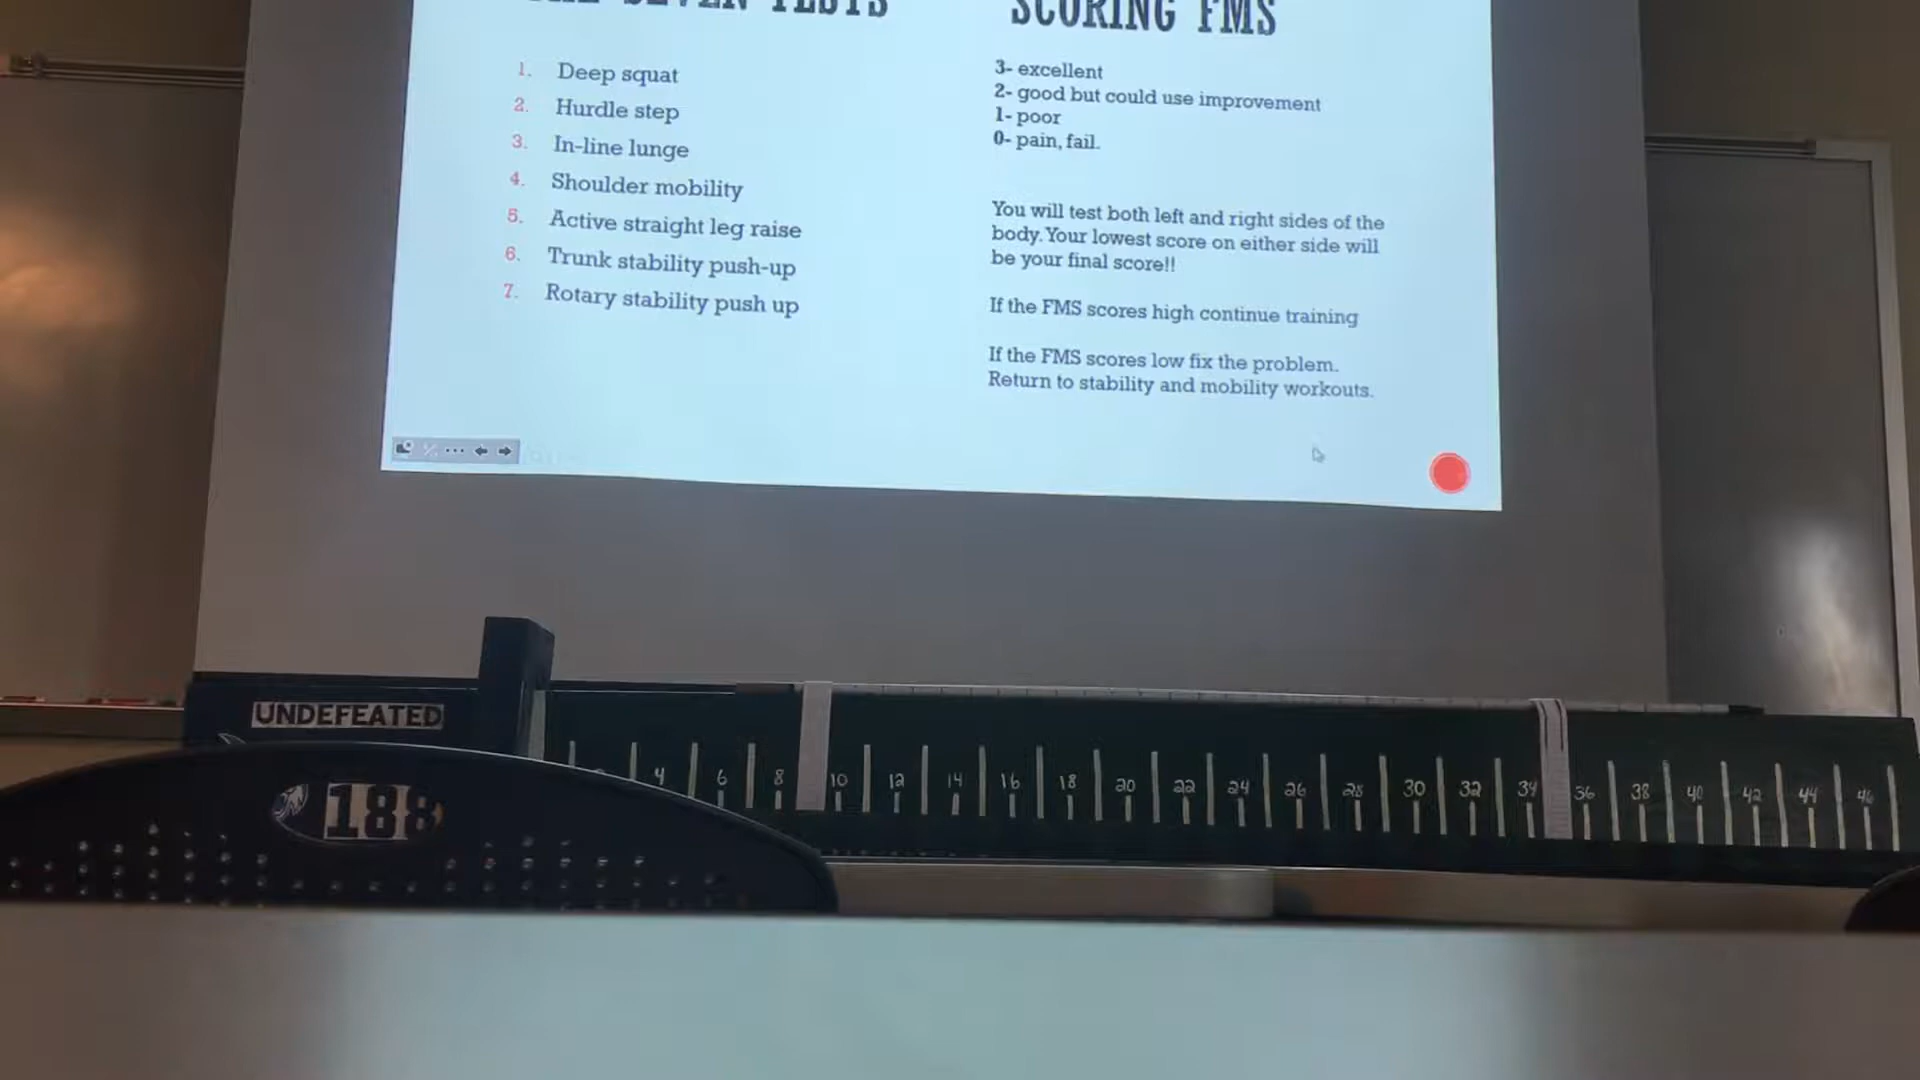 SEVEN TESTS
1. Deep squat
2. Hurdle step
3. In-line lunge
4. Shoulder mobility
5. Active straight leg raise
6. Trunk stability push-up
7. Rotary stability push up
SCORING FMS
3- excellent
2- good but could use improvement
1- poor
0- pain, fail.
You will test both left and right sides of the
body. Your lowest score on either side will
be your final score!!
If the FMS scores high continue training
If the FMS scores low fix the problem.
Return to stability and mobility workouts.
UNDEFEATED
4 6 8 10 12 14 16 18 20 22 24 26 28 30 32 34 36 38 40 42 44 46
188